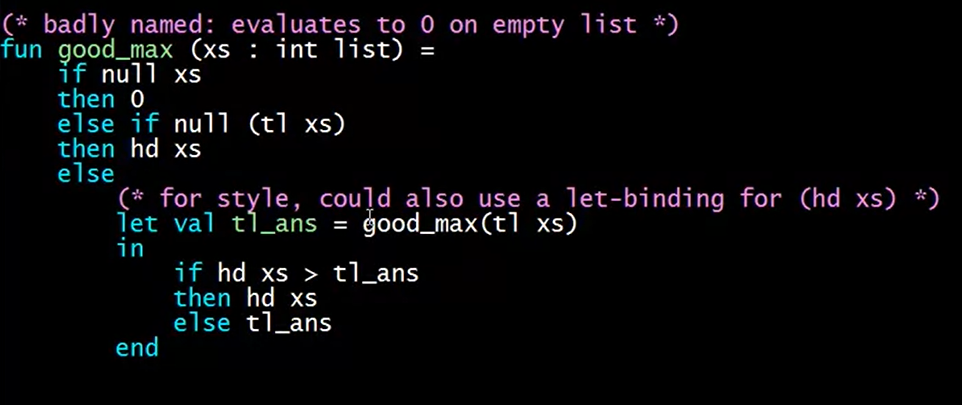 (* badly named: evaluates to 0 on empty list *)
fun good_max (xs : int list) =
    if null xs
    then 0
    else if null (tl xs)
    then hd xs
    else
        (* for style, could also use a let-binding for (hd xs) *)
        let val tl_ans = good_max(tl xs)
        in
            if hd xs > tl_ans
            then hd xs
            else tl_ans
        end